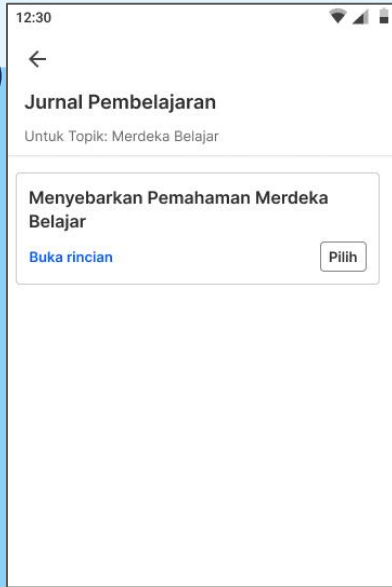 12:30
Jurnal Pembelajaran
Untuk Topik: Merdeka Belajar
Menyebarkan Pemahaman Merdeka
Belajar
Buka rincian
Pilih